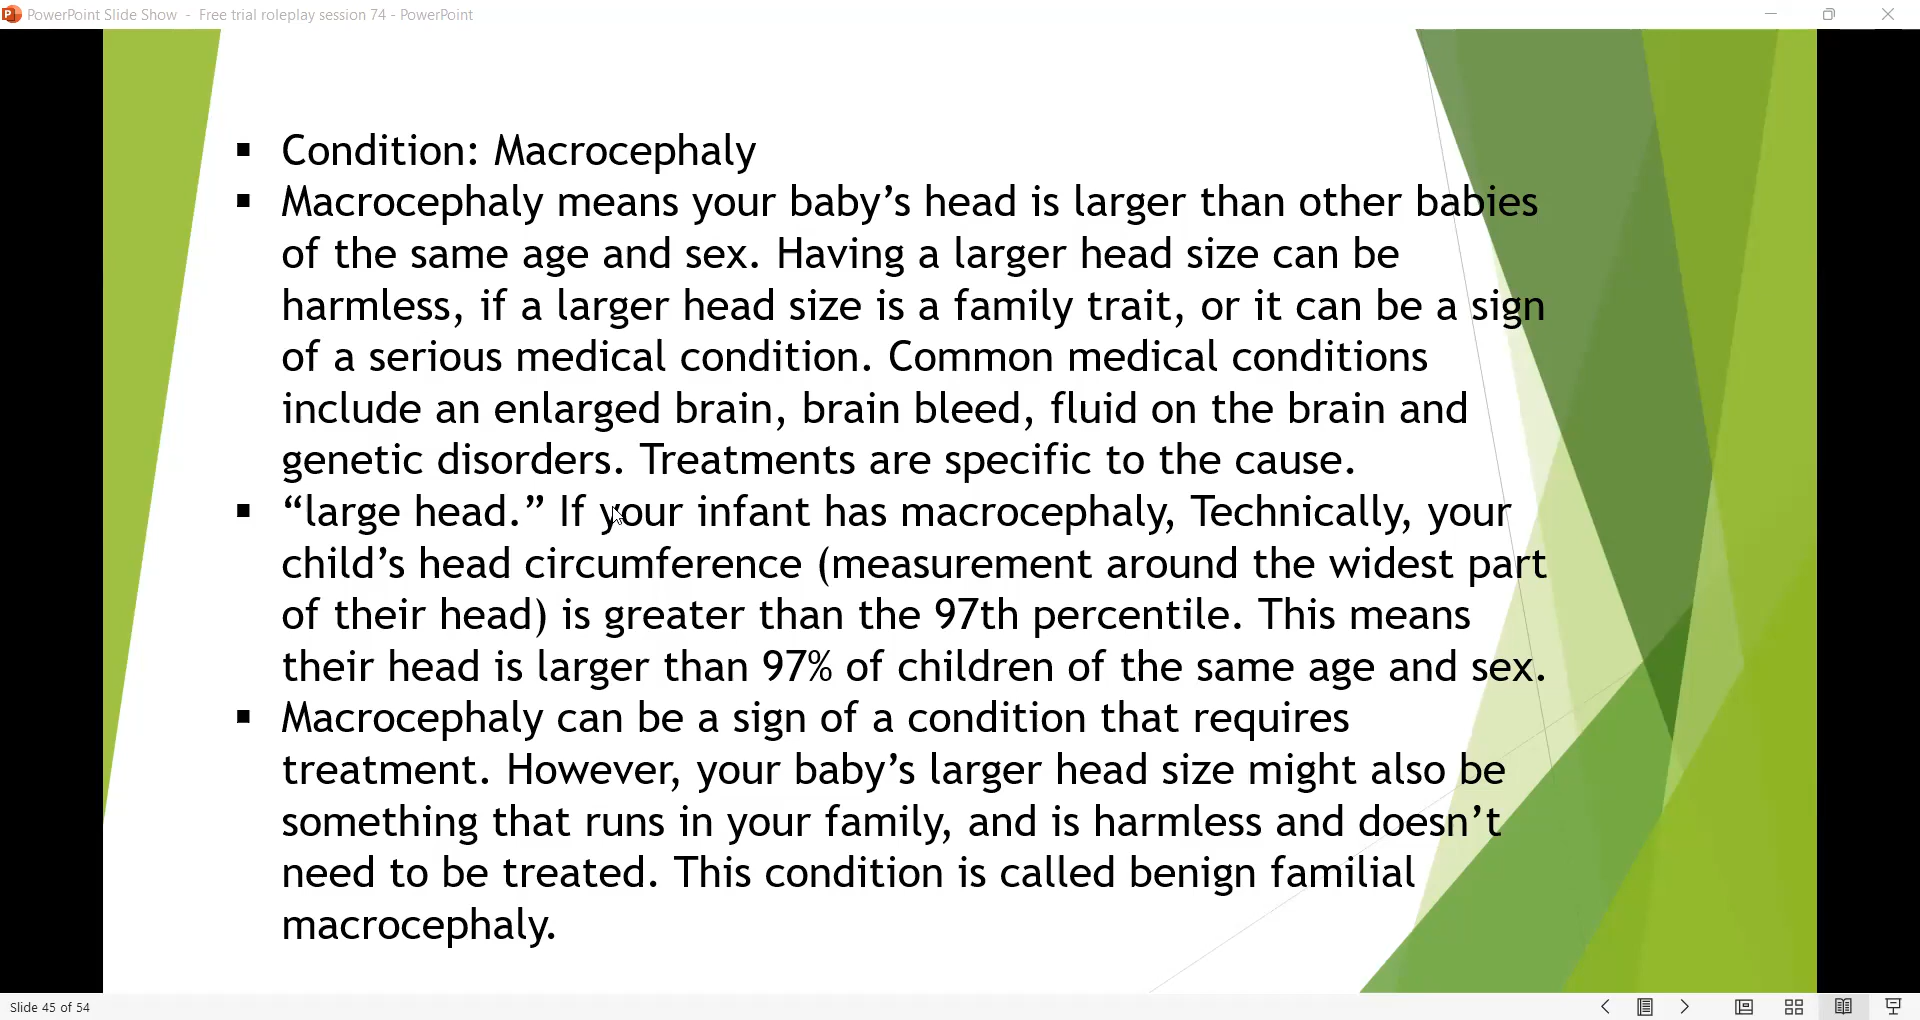 PowerPoint Slide Show - Free trial roleplay session 74 - PowerPoint
▪ Condition: Macrocephaly
▪ Macrocephaly means your baby’s head is larger than other babies
of the same age and sex. Having a larger head size can be
harmless, if a larger head size is a family trait, or it can be a sign
of a serious medical condition. Common medical conditions
include an enlarged brain, brain bleed, fluid on the brain and
genetic disorders. Treatments are specific to the cause.
▪ “large head.” If your infant has macrocephaly, Technically, your
child’s head circumference (measurement around the widest part
of their head) is greater than the 97th percentile. This means
their head is larger than 97% of children of the same age and sex.
▪ Macrocephaly can be a sign of a condition that requires
treatment. However, your baby’s larger head size might also be
something that runs in your family, and is harmless and doesn’t
need to be treated. This condition is called benign familial
macrocephaly.
Slide 45 of 54